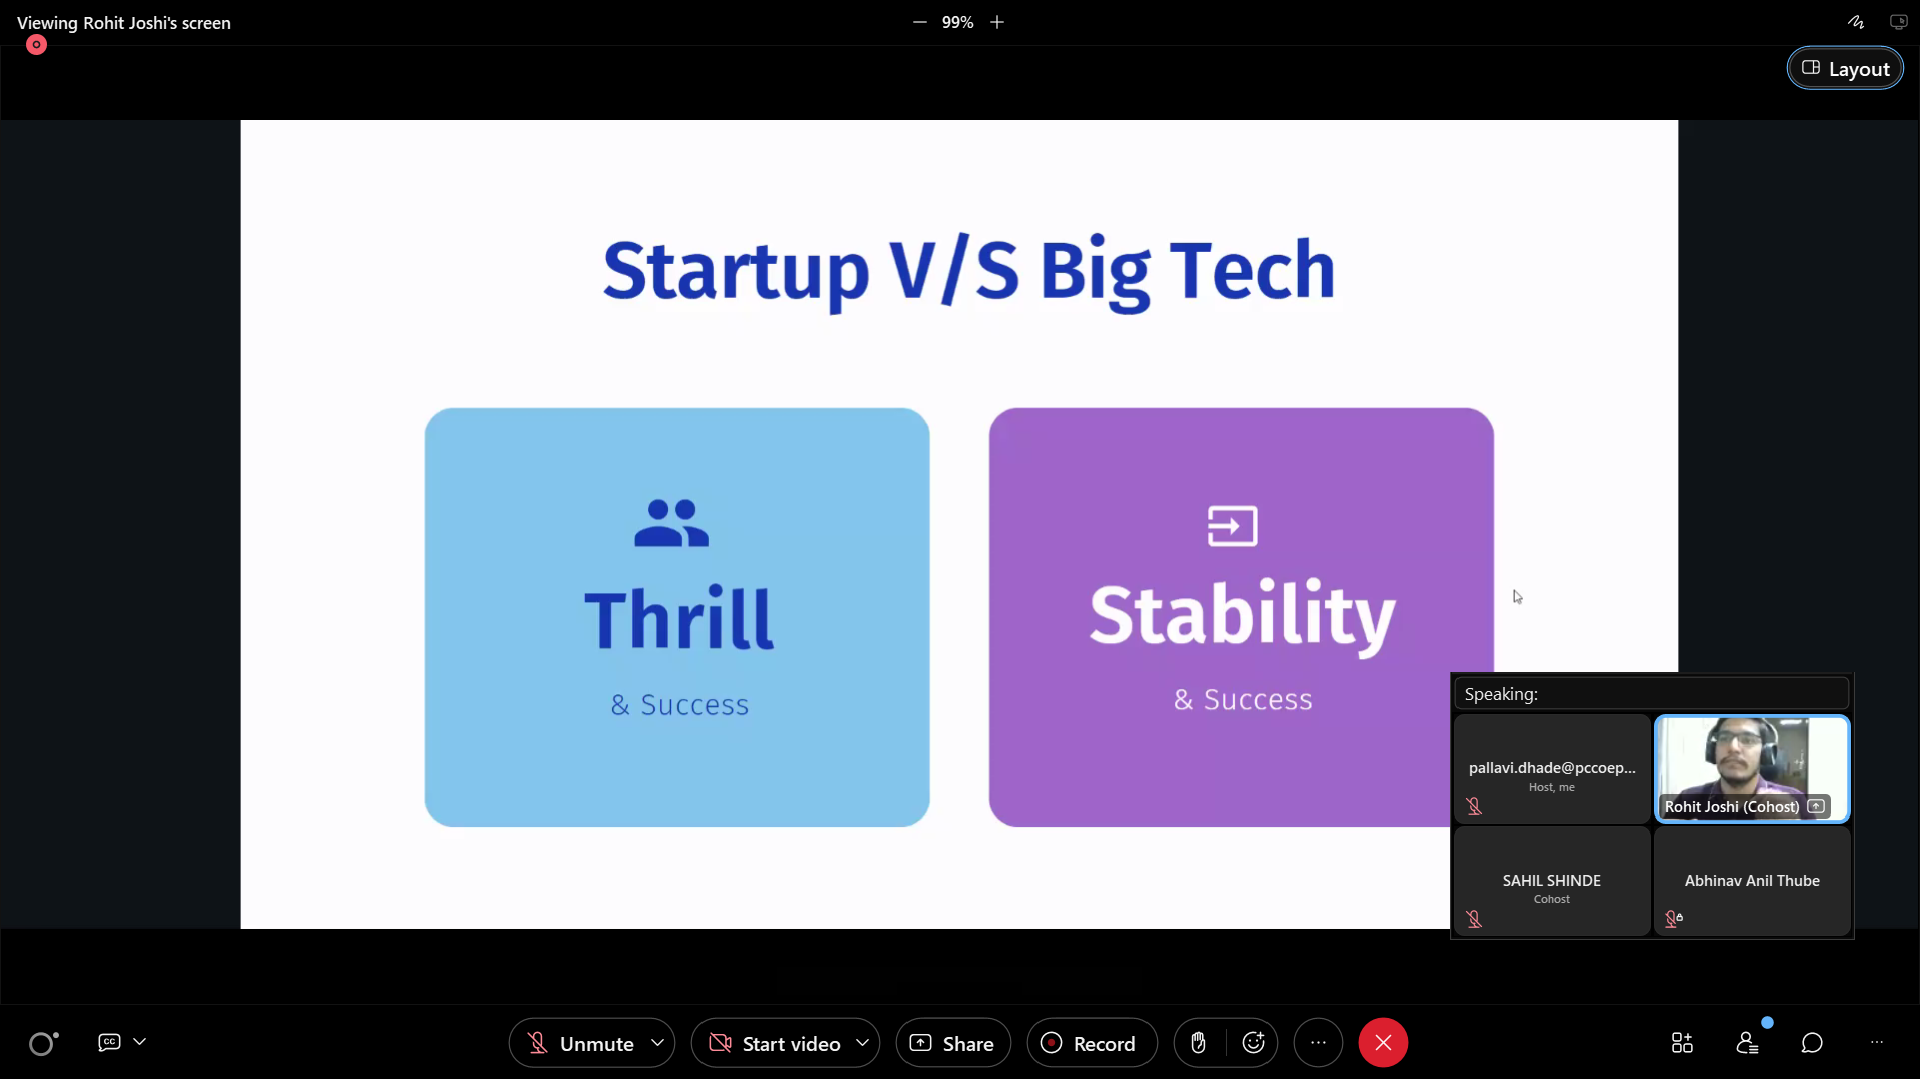 Viewing Rohit Joshi's screen
99%
Layout
Startup V/S Big Tech
Thrill
& Success
Stability
& Success
Speaking:
pallavi.dhade@pccoep...
Host, me
Rohit Joshi (Cohost)
SAHIL SHINDE
Cohost
Abhinav Anil Thube
CC
Unmute
Start video
Share
Record